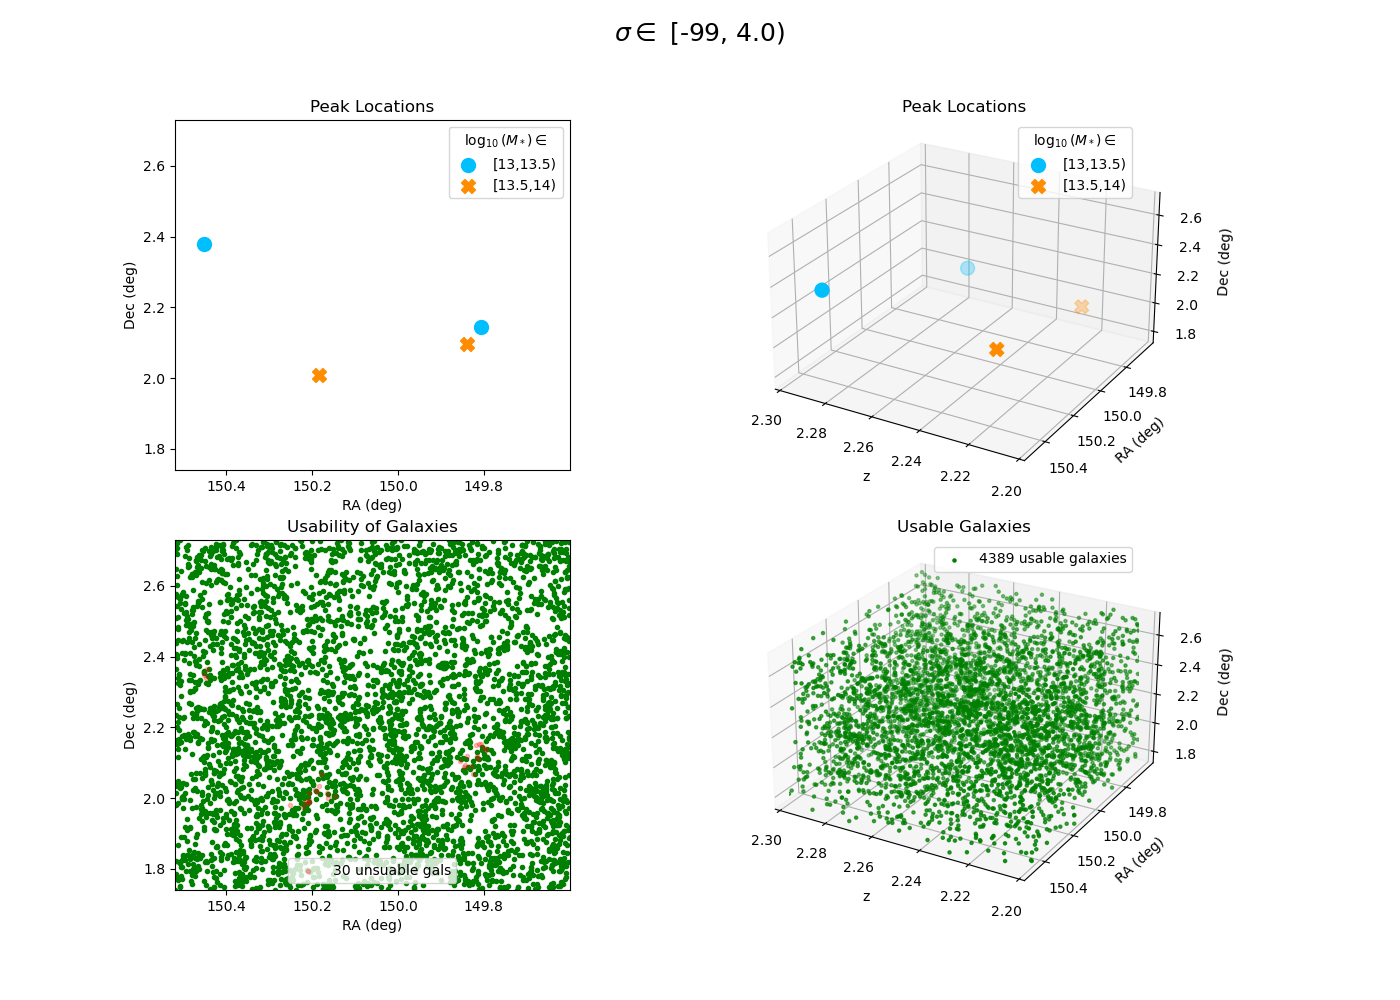 σ ∈ [-99, 4.0)
Peak Locations
log₁₀(M*) ∈
[13,13.5)
[13.5,14)
2.6
2.4
2.2
2.0
1.8
Dec (deg)
150.4 150.2 150.0 149.8
RA (deg)
Peak Locations
log₁₀(M*) ∈
[13,13.5)
[13.5,14)
2.6
2.4
2.2
2.0
1.8
Dec (deg)
149.8
150.0
150.2
150.4
RA (deg)
2.30
2.28
2.26
2.24
2.22
2.20
z
Usability of Galaxies
2.6
2.4
2.2
2.0
1.8
Dec (deg)
30 unsuable gals
150.4 150.2 150.0 149.8
RA (deg)
Usable Galaxies
4389 usable galaxies
2.6
2.4
2.2
2.0
1.8
Dec (deg)
149.8
150.0
150.2
150.4
RA (deg)
2.30
2.28
2.26
2.24
2.22
2.20
z